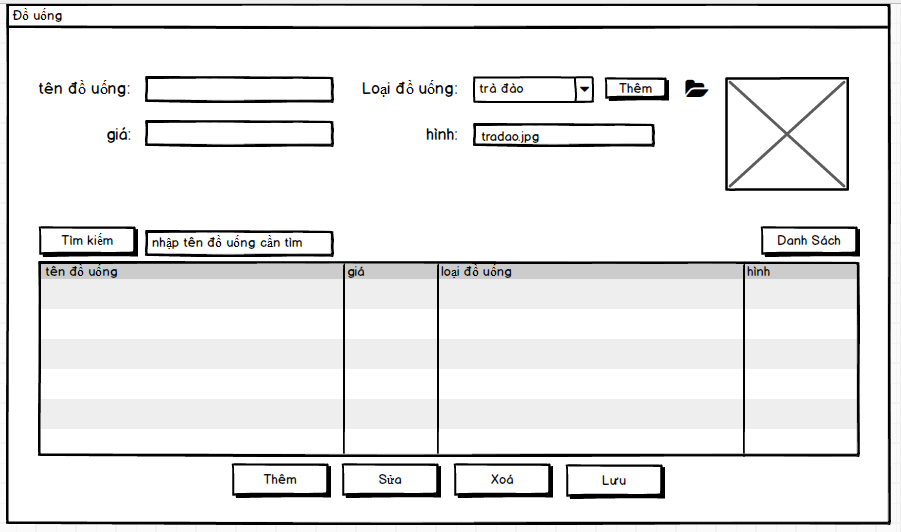 Đồ uống
tên đồ uống:
Loại đồ uống:
trà đào
Thêm
giá:
hình:
tradao.jpg
Tìm kiếm
nhập tên đồ uống cần tìm
Danh Sách
tên đồ uống
giá
loại đồ uống
hình
Thêm
Sửa
Xoá
Lưu